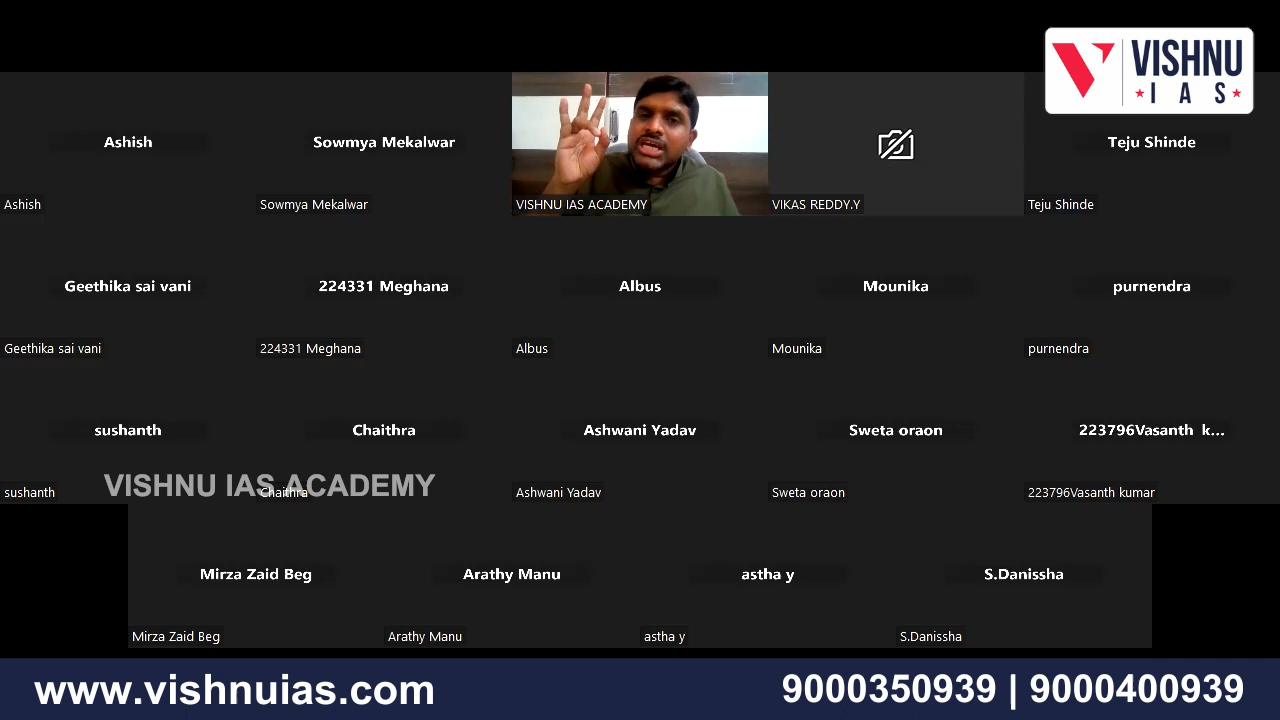 VISHNU
IAS
Ashish
Sowmya Mekalwar
Teju Shinde
Ashish
Sowmya Mekalwar
VISHNU IAS ACADEMY
VIKAS REDDY.Y
Teju Shinde
Geethika sai vani
224331 Meghana
Albus
Mounika
purnendra
Geethika sai vani
224331 Meghana
Albus
Mounika
purnendra
sushanth
Chaithra
Ashwani Yadav
Sweta oraon
223796Vasanth k...
VISHNU IAS ACADEMY
sushanth
Chaithra
Ashwani Yadav
Sweta oraon
223796Vasanth kumar
Mirza Zaid Beg
Arathy Manu
astha y
S.Danissha
Mirza Zaid Beg
Arathy Manu
astha y
S.Danissha
www.vishnuias.com
9000350939 | 9000400939